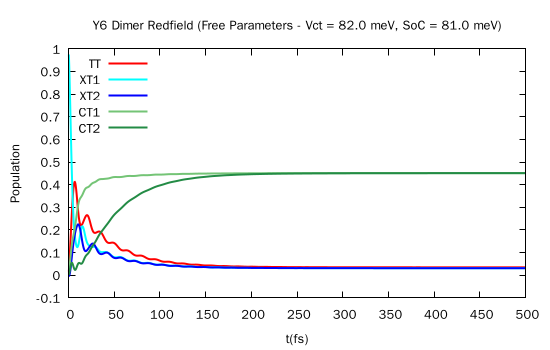 Y6 Dimer Redfield (Free Parameters - Vct = 82.0 meV, SoC = 81.0 meV)
TT
XT1
XT2
CT1
CT2
1
0.9
0.8
0.7
0.6
0.5
0.4
0.3
0.2
0.1
0
-0.1
Population
0 50 100 150 200 250 300 350 400 450 500
t(fs)